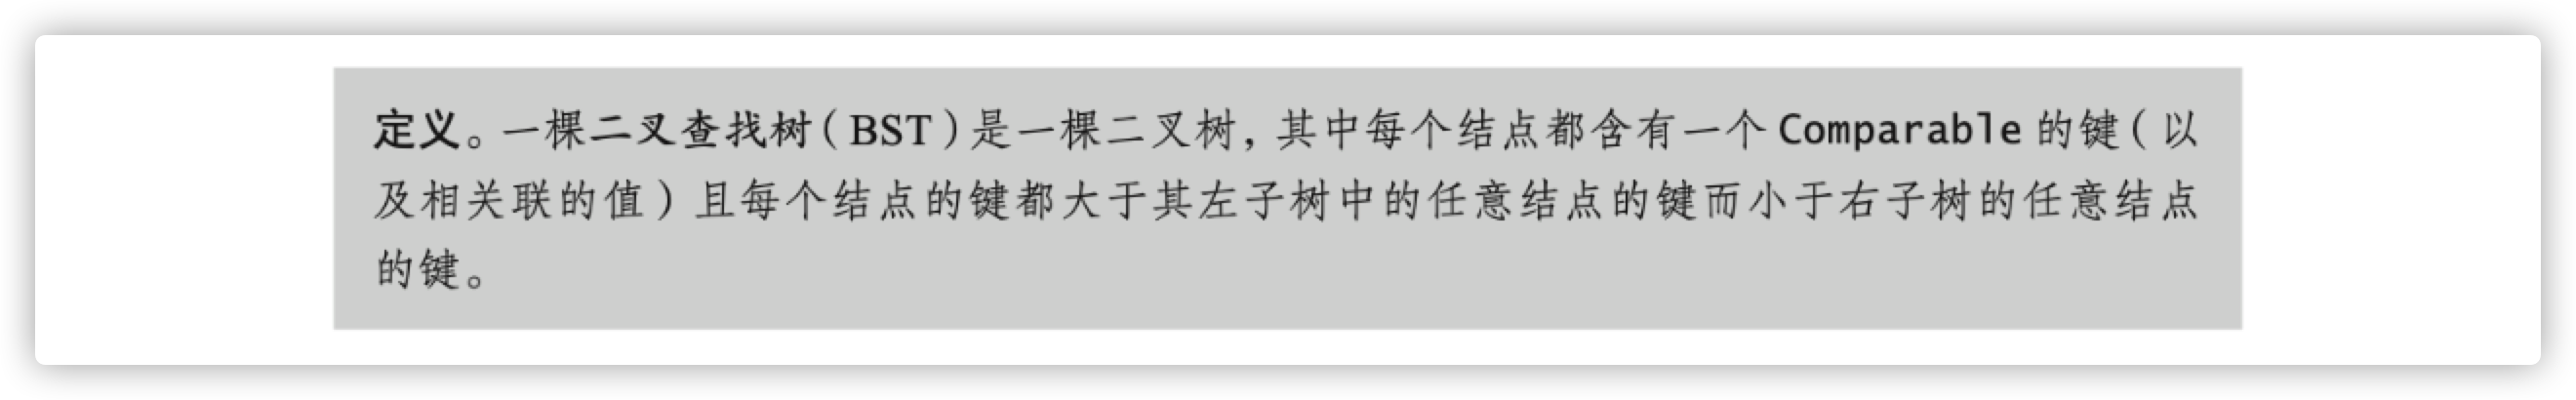 定义。一棵二叉查找树(BST)是一棵二叉树,其中每个结点都含有一个 Comparable 的键(以
及相关联的值)且每个结点的键都大于其左子树中的任意结点的键而小于右子树的任意结点
的键。